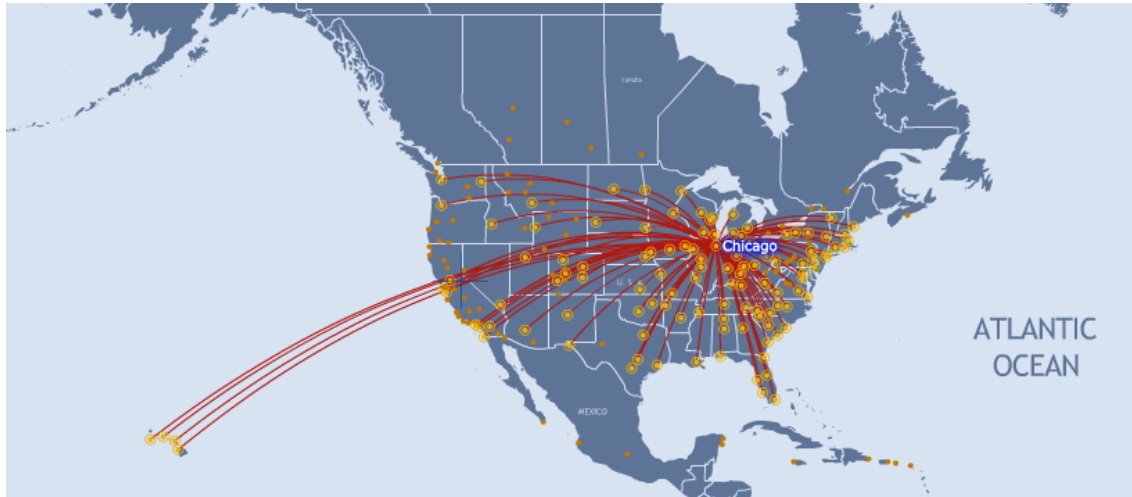 Canada
Chicago
U. S. A.
ATLANTIC
OCEAN
MEXICO